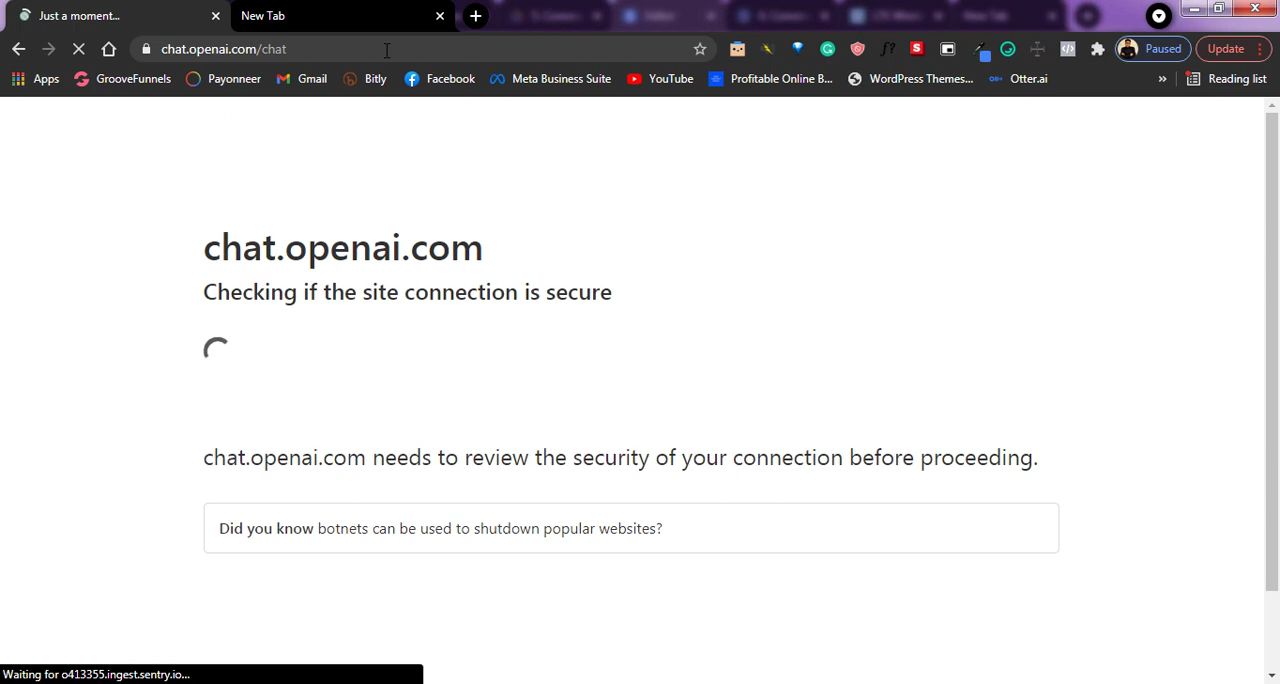 Just a moment...
New Tab
chat.openai.com/chat
f?
S
Paused
Update
Apps
GrooveFunnels
Payonneer
Gmail
Bitly
Facebook
Meta Business Suite
YouTube
Profitable Online B...
WordPress Themes...
Otter.ai
»
Reading list
chat.openai.com
Checking if the site connection is secure
chat.openai.com needs to review the security of your connection before proceeding.
Did you know botnets can be used to shutdown popular websites?
Waiting for o413355.ingest.sentry.io...